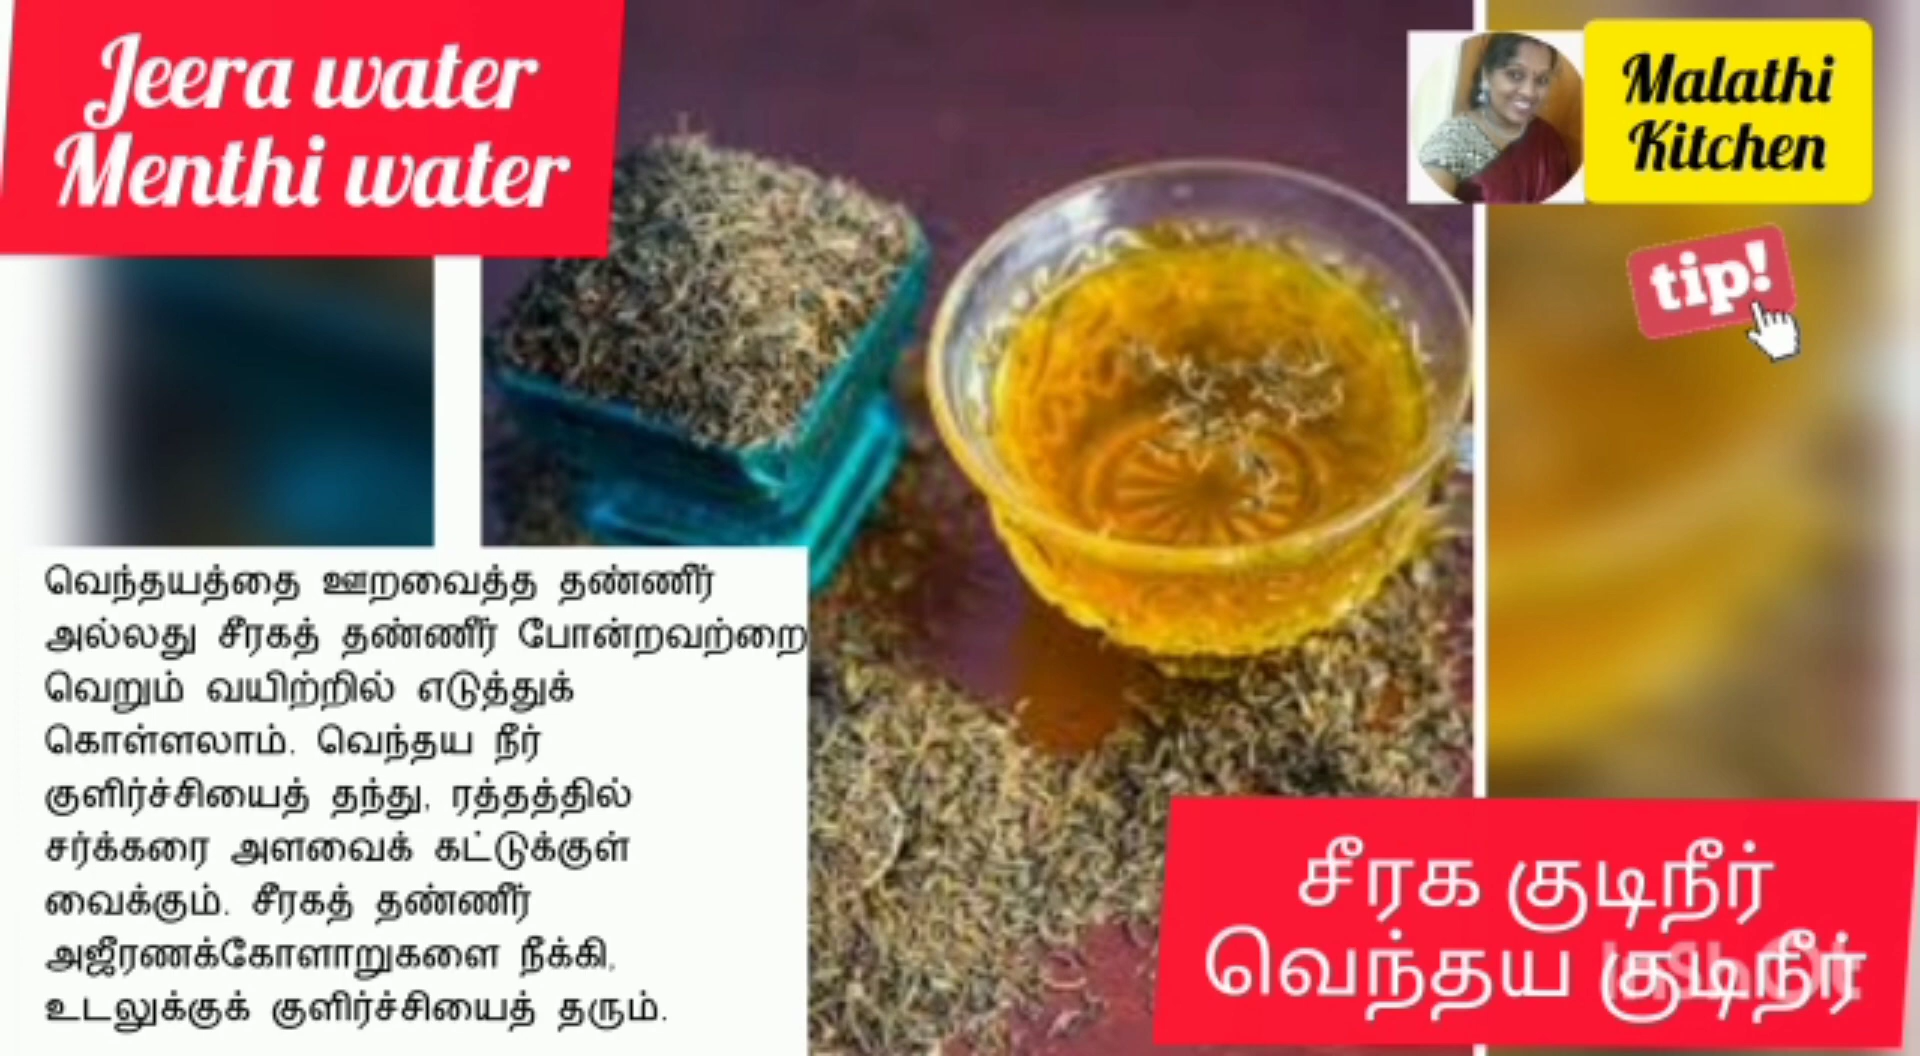 Jeera water
Menthi water
Malathi
Kitchen
tip!
வெந்தயத்தை ஊறவைத்த தண்ணீர்
அல்லது சீரகத் தண்ணீர் போன்றவற்றை
வெறும் வயிற்றில் எடுத்துக்
கொள்ளலாம். வெந்தய நீர்
குளிர்ச்சியைத் தந்து, ரத்தத்தில்
சர்க்கரை அளவைக் கட்டுக்குள்
வைக்கும். சீரகத் தண்ணீர்
அஜீரணக்கோளாறுகளை நீக்கி,
உடலுக்குக் குளிர்ச்சியைத் தரும்.
சீரக குடிநீர்
வெந்தய குடிநீர்
InShOt